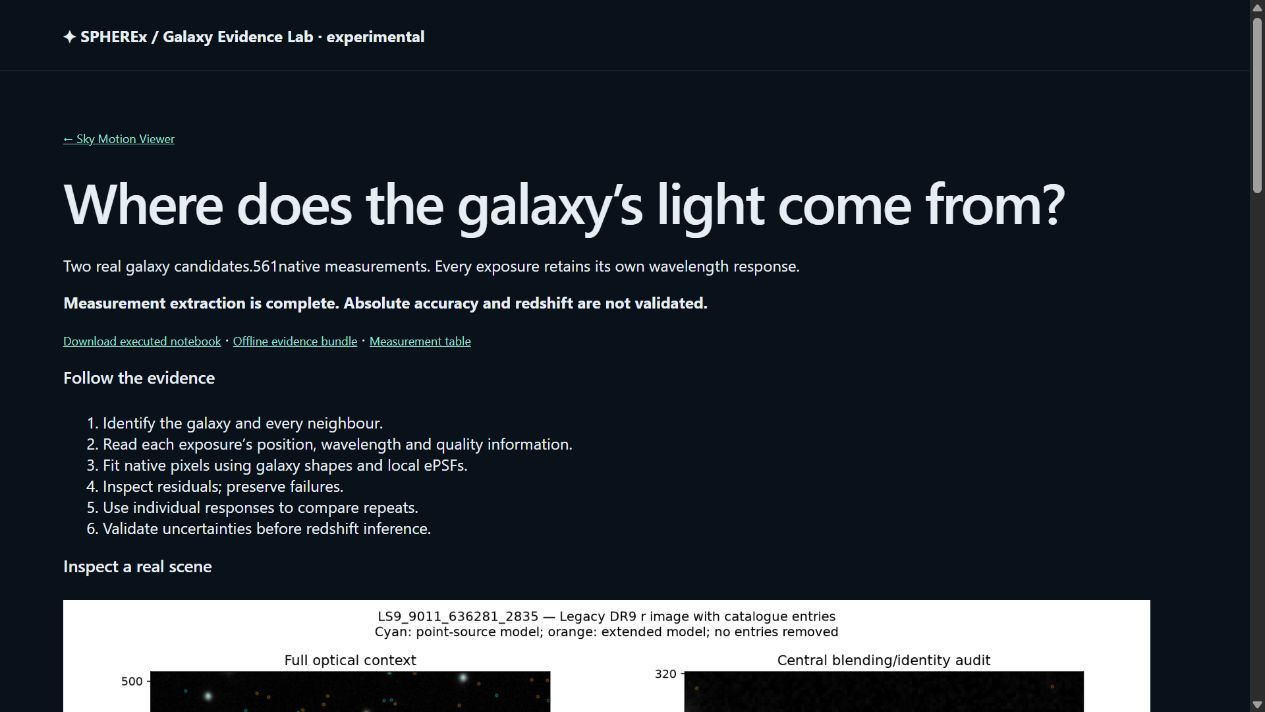 ✦ SPHEREx / Galaxy Evidence Lab · experimental
← Sky Motion Viewer
Where does the galaxy’s light come from?
Two real galaxy candidates.561native measurements. Every exposure retains its own wavelength response.
Measurement extraction is complete. Absolute accuracy and redshift are not validated.
Download executed notebook · Offline evidence bundle · Measurement table
Follow the evidence
1. Identify the galaxy and every neighbour.
2. Read each exposure’s position, wavelength and quality information.
3. Fit native pixels using galaxy shapes and local ePSFs.
4. Inspect residuals; preserve failures.
5. Use individual responses to compare repeats.
6. Validate uncertainties before redshift inference.
Inspect a real scene
LS9_9011_636281_2835 — Legacy DR9 r image with catalogue entries
Cyan: point-source model; orange: extended model; no entries removed
Full optical context
Central blending/identity audit
500
320